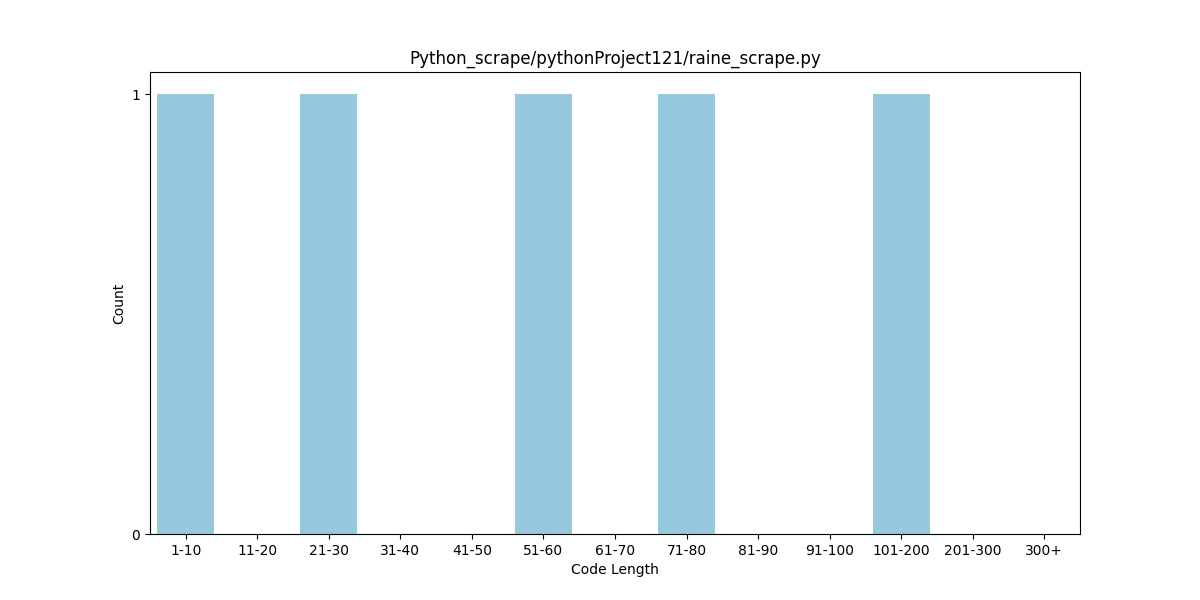 Python_scrape/pythonProject121/raine_scrape.py
1
Count
0
1-10 11-20 21-30 31-40 41-50 51-60 61-70 71-80 81-90 91-100 101-200 201-300 300+
Code Length